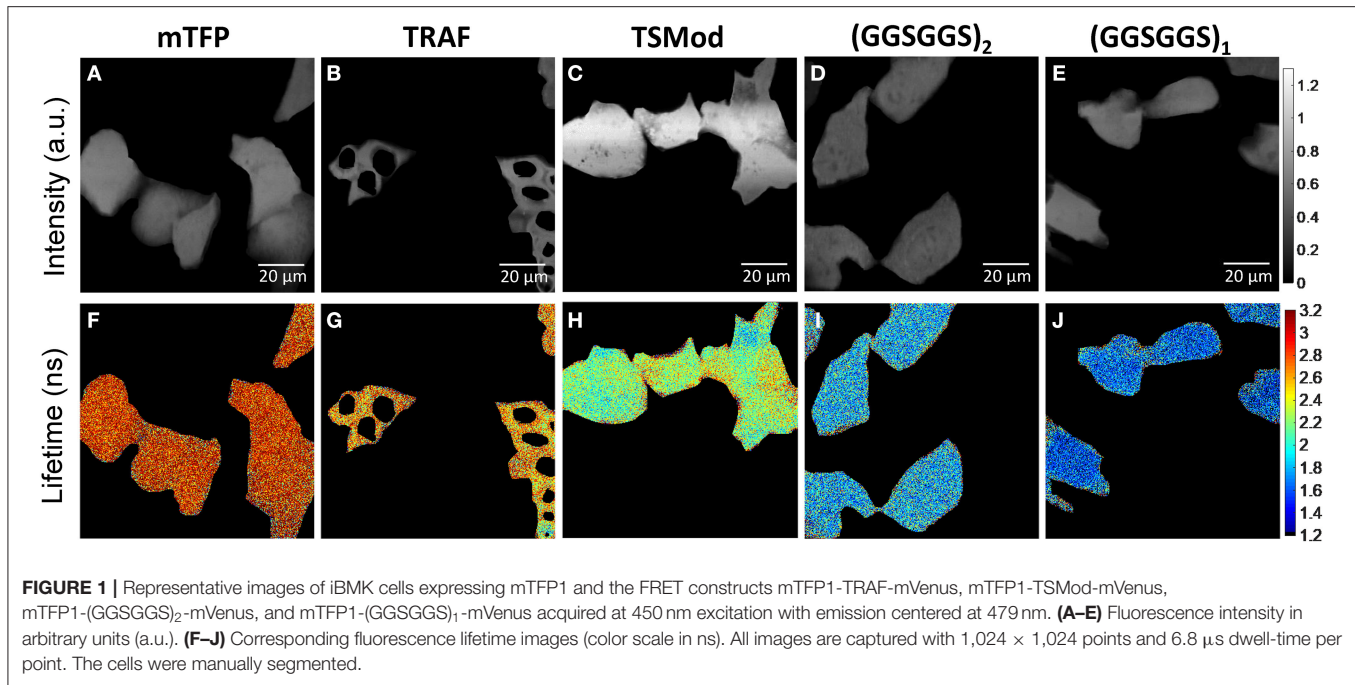 mTFP TRAF TSMod (GGSGGS)₂ (GGSGGS)₁
Intensity (a.u.)
A B C D E
20 μm 20 μm 20 μm 20 μm 20 μm
1.2
1
0.8
0.6
0.4
0.2
0
Lifetime (ns)
F G H I J
3.2
3
2.8
2.6
2.4
2.2
2
1.8
1.6
1.4
1.2
FIGURE 1 | Representative images of iBMK cells expressing mTFP1 and the FRET constructs mTFP1-TRAF-mVenus, mTFP1-TSMod-mVenus,
mTFP1-(GGSGGS)₂-mVenus, and mTFP1-(GGSGGS)₁-mVenus acquired at 450 nm excitation with emission centered at 479 nm. (A–E) Fluorescence intensity in
arbitrary units (a.u.). (F–J) Corresponding fluorescence lifetime images (color scale in ns). All images are captured with 1,024 × 1,024 points and 6.8 μs dwell-time per
point. The cells were manually segmented.